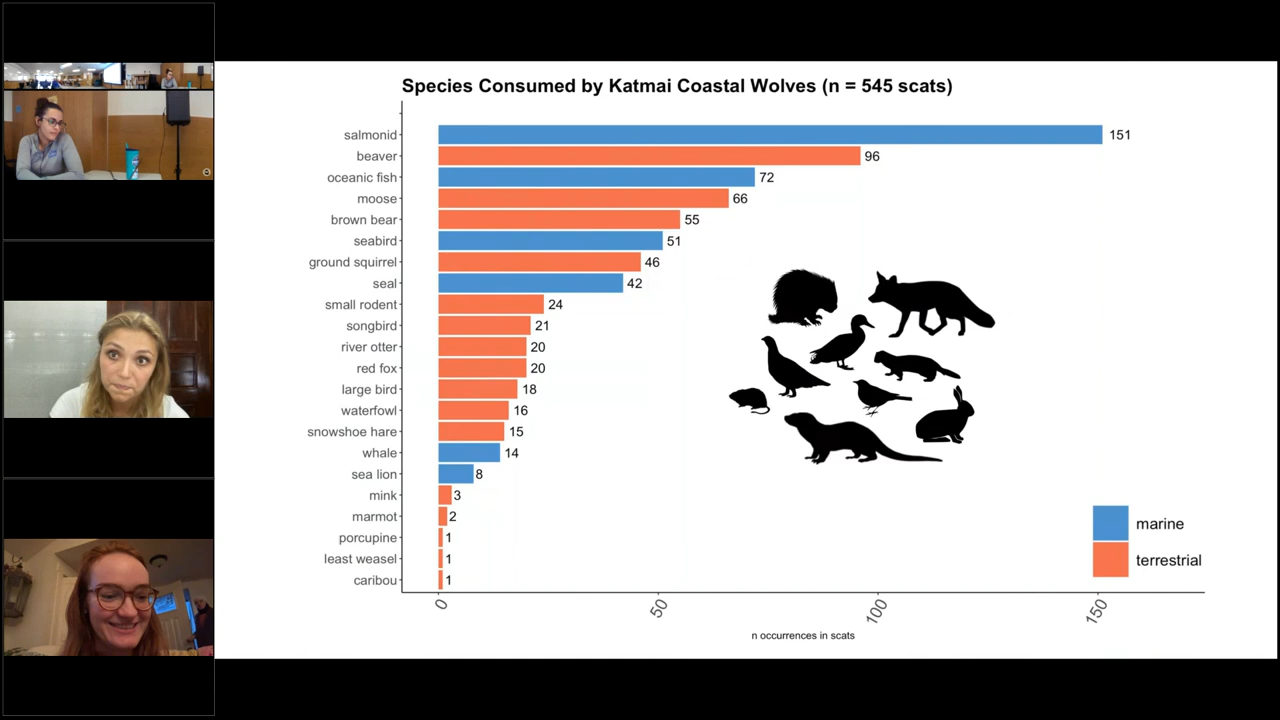 Species Consumed by Katmai Coastal Wolves (n = 545 scats)
salmonid 151
beaver 96
oceanic fish 72
moose 66
brown bear 55
seabird 51
ground squirrel 46
seal 42
small rodent 24
songbird 21
river otter 20
red fox 20
large bird 18
waterfowl 16
snowshoe hare 15
whale 14
sea lion 8
mink 3
marmot 2
porcupine 1
least weasel 1
caribou 1
marine
terrestrial
0 50 100 150
n occurrences in scats